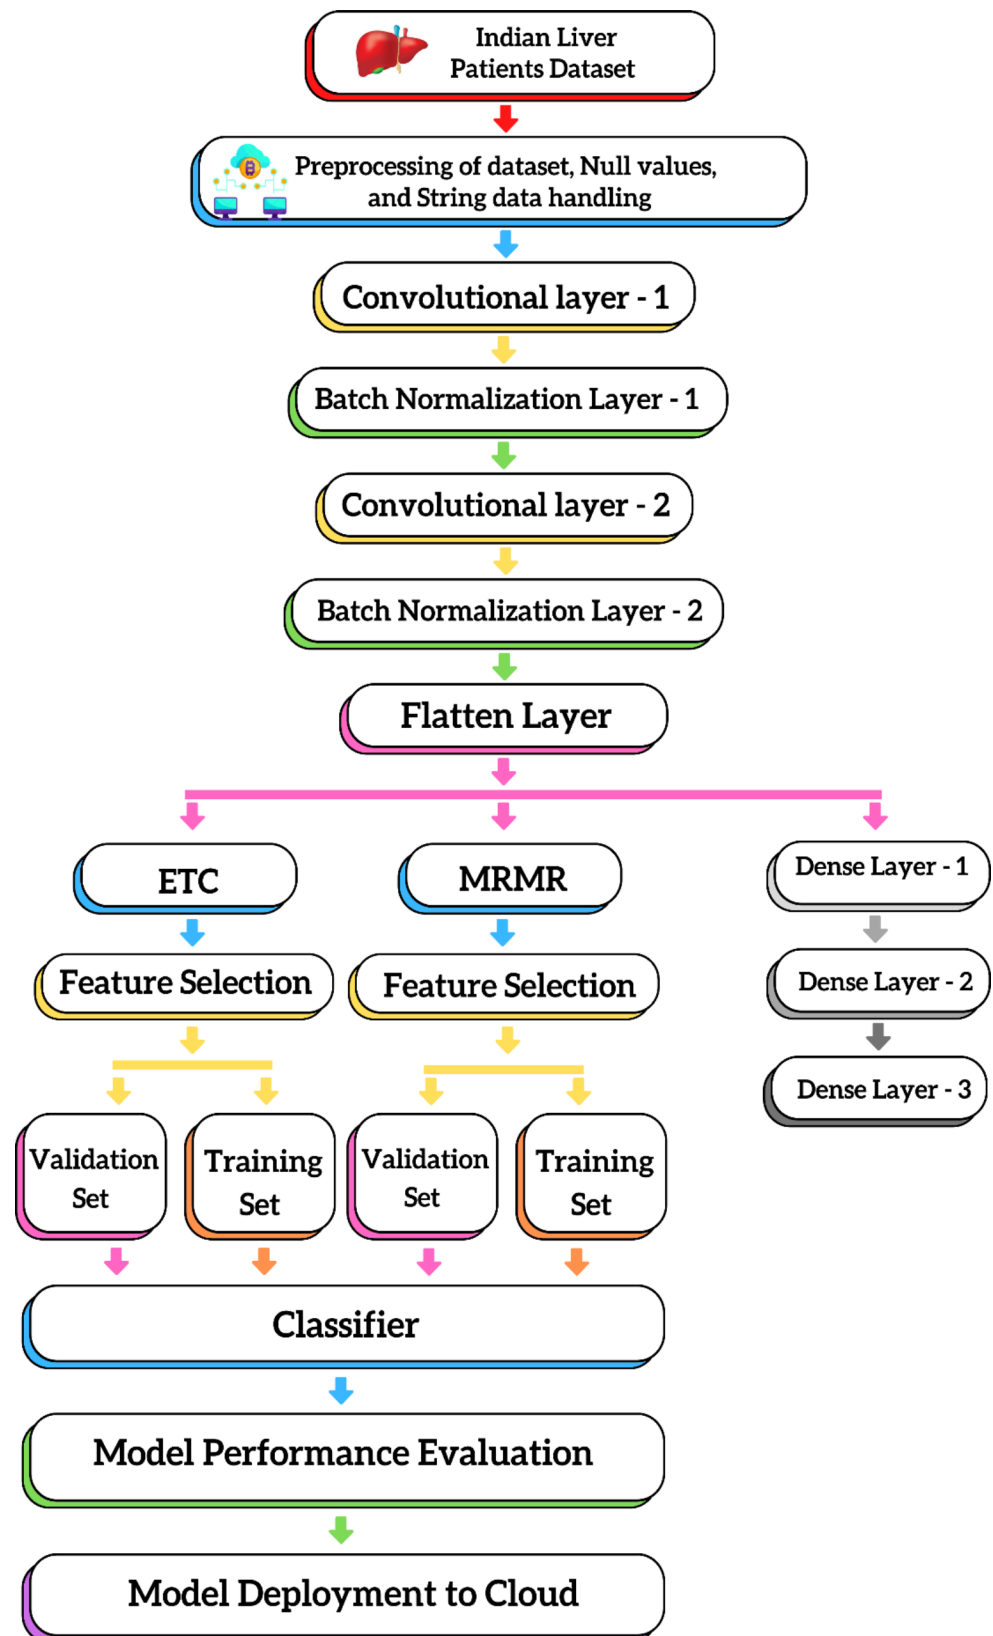 Indian Liver
Patients Dataset
Preprocessing of dataset, Null values,
and String data handling
Convolutional layer - 1
Batch Normalization Layer - 1
Convolutional layer - 2
Batch Normalization Layer - 2
Flatten Layer
ETC
MRMR
Dense Layer - 1
Feature Selection
Feature Selection
Dense Layer - 2
Dense Layer - 3
Validation
Set
Training
Set
Validation
Set
Training
Set
Classifier
Model Performance Evaluation
Model Deployment to Cloud